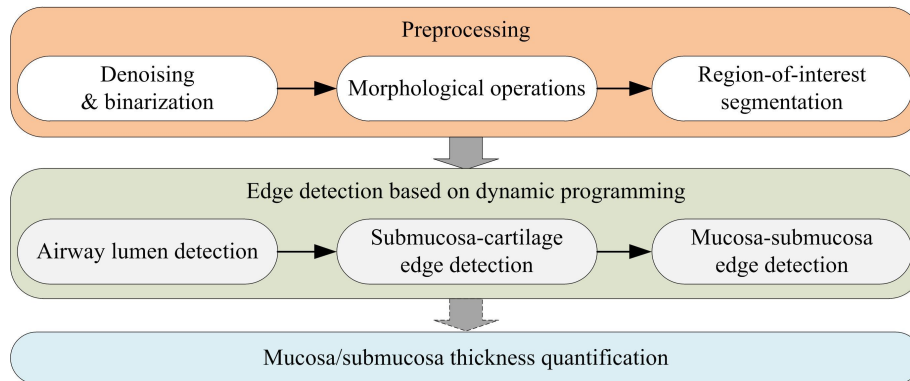 Preprocessing
Denoising
& binarization
Morphological operations
Region-of-interest
segmentation
Edge detection based on dynamic programming
Airway lumen detection
Submucosa-cartilage
edge detection
Mucosa-submucosa
edge detection
Mucosa/submucosa thickness quantification